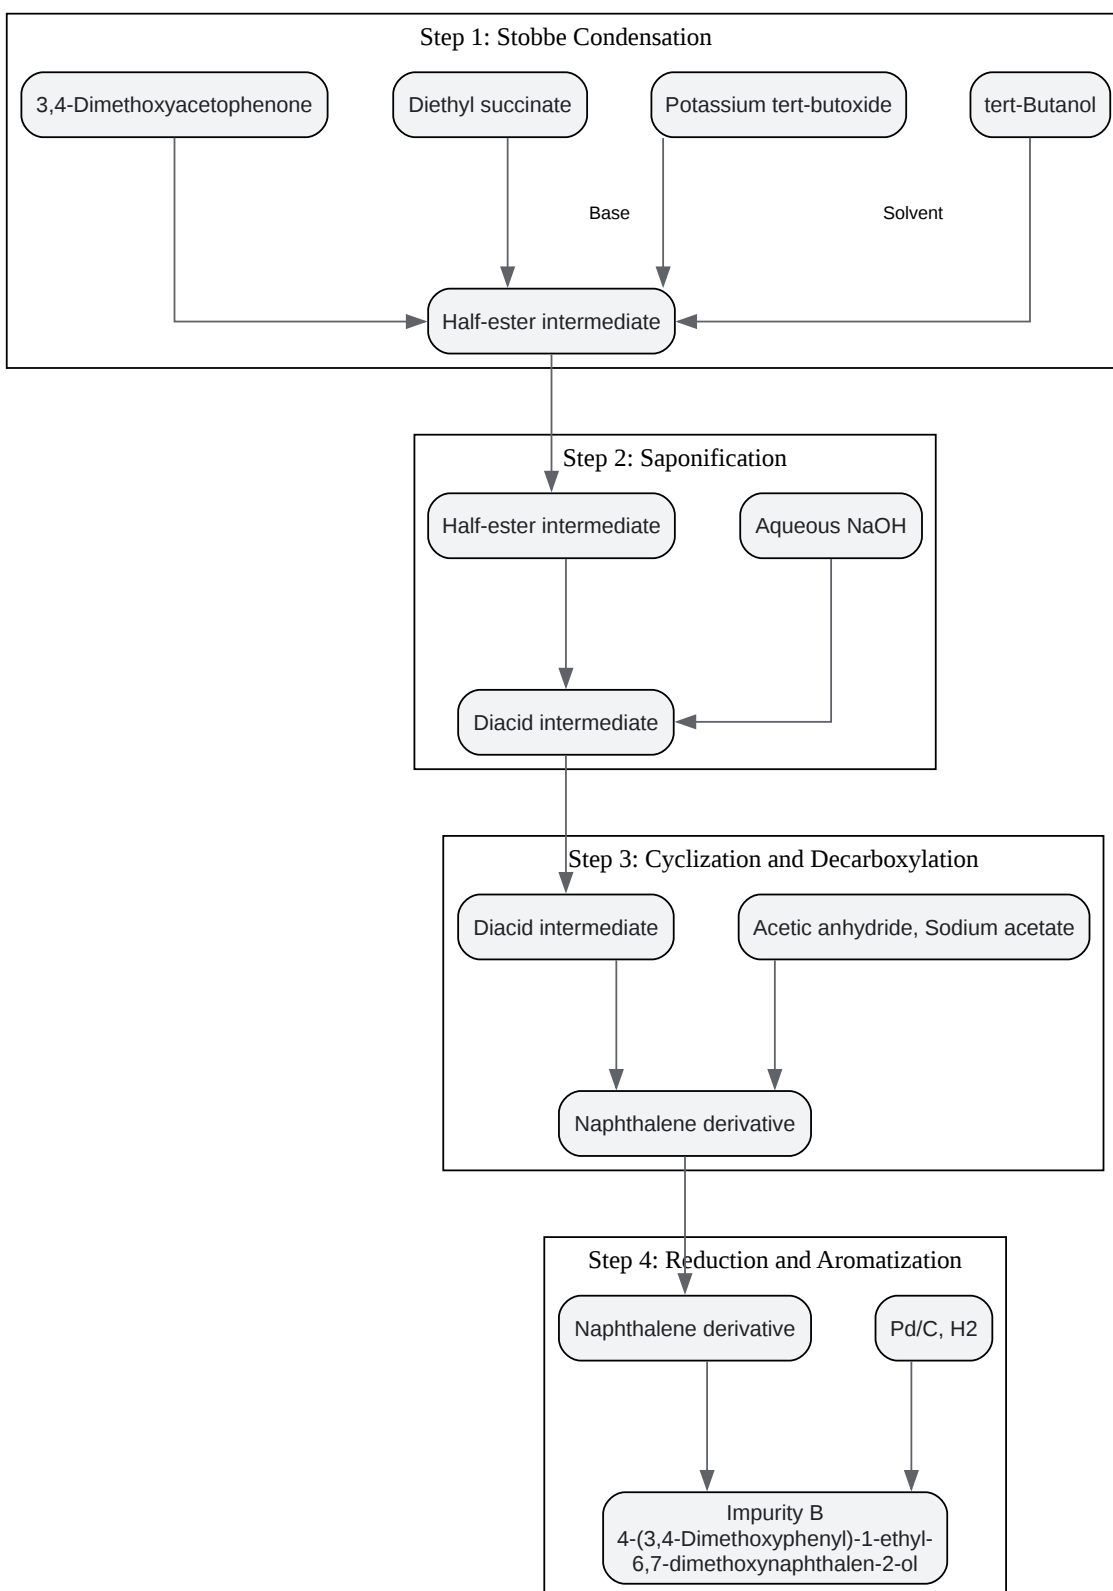 Step 1: Stobbe Condensation
3,4-Dimethoxyacetophenone
Diethyl succinate
Potassium tert-butoxide
tert-Butanol
Base
Solvent
Half-ester intermediate
Step 2: Saponification
Half-ester intermediate
Aqueous NaOH
Diacid intermediate
Step 3: Cyclization and Decarboxylation
Diacid intermediate
Acetic anhydride, Sodium acetate
Naphthalene derivative
Step 4: Reduction and Aromatization
Naphthalene derivative
Pd/C, H2
Impurity B
4-(3,4-Dimethoxyphenyl)-1-ethyl-
6,7-dimethoxynaphthalen-2-ol